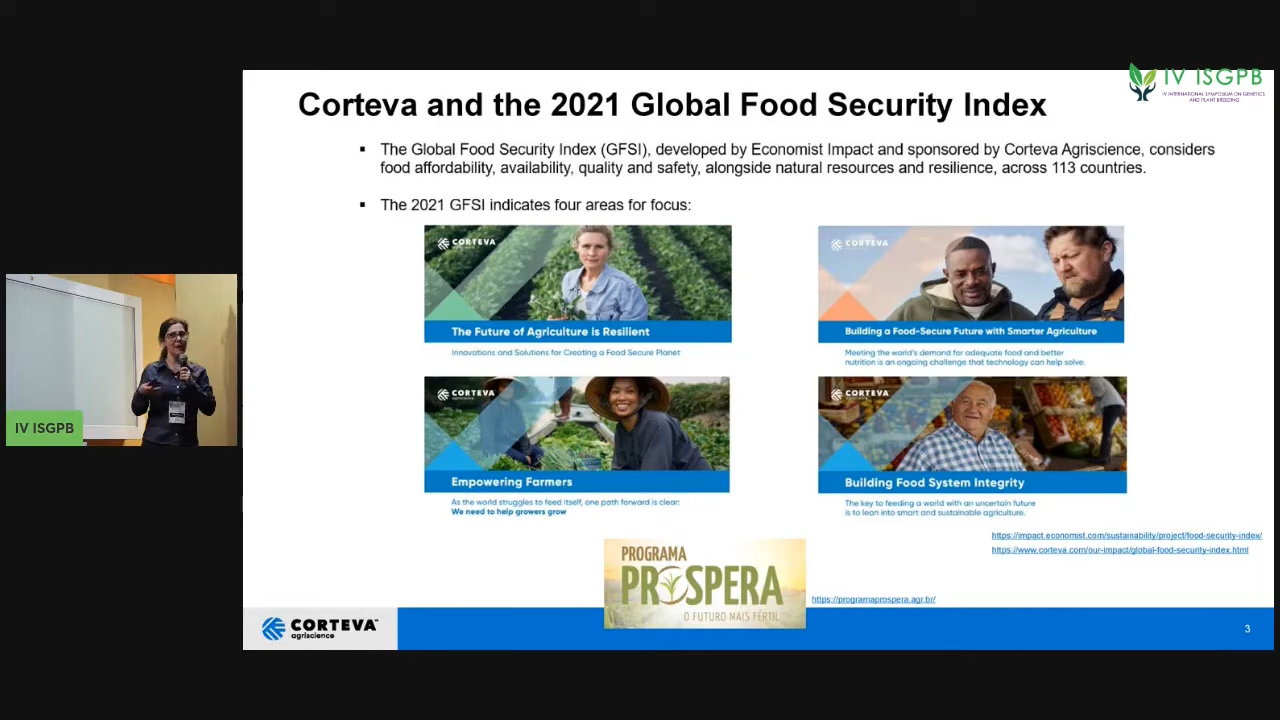 IV ISGPB
IV INTERNATIONAL SYMPOSIUM ON GENETICS
AND PLANT BREEDING
Corteva and the 2021 Global Food Security Index
▪ The Global Food Security Index (GFSI), developed by Economist Impact and sponsored by Corteva Agriscience, considers
food affordability, availability, quality and safety, alongside natural resources and resilience, across 113 countries.
▪ The 2021 GFSI indicates four areas for focus:
CORTEVA
The Future of Agriculture is Resilient
Innovations and Solutions for Creating a Food Secure Planet
CORTEVA
Building a Food-Secure Future with Smarter Agriculture
Meeting the world's demand for adequate food and better
nutrition is an ongoing challenge that technology can help solve.
CORTEVA
agriscience
Empowering Farmers
As the world struggles to feed itself, one path forward is clear:
We need to help growers grow
CORTEVA
agriscience
Building Food System Integrity
The key to feeding a world with an uncertain future
is to lean into smart and sustainable agriculture.
https://impact.economist.com/sustainability/project/food-security-index/
https://www.corteva.com/our-impact/global-food-security-index.html
PROGRAMA
PROSPERA
O FUTURO MAIS FÉRTIL
https://programaprospera.agr.br/
CORTEVA™
agriscience
3
IV ISGPB